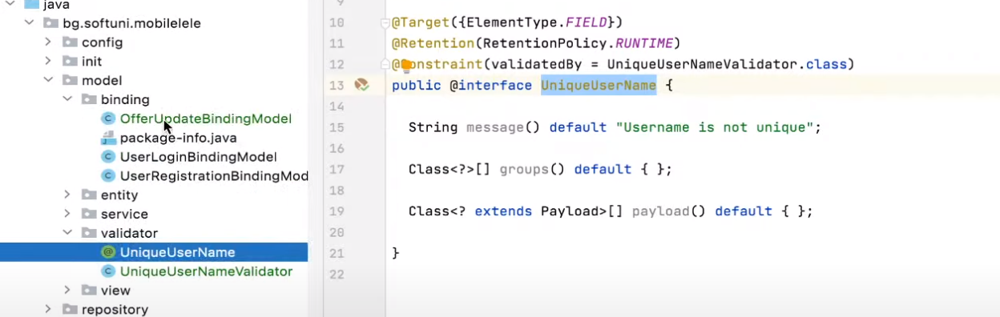 java
bg.softuni.mobilelele
config
init
model
binding
OfferUpdateBindingModel
package-info.java
UserLoginBindingModel
UserRegistrationBindingMod
entity
service
validator
UniqueUserName
UniqueUserNameValidator
view
repository
9
10 @Target({ElementType.FIELD})
11 @Retention(RetentionPolicy.RUNTIME)
12 @Constraint(validatedBy = UniqueUserNameValidator.class)
13 public @interface UniqueUserName {
14
15 String message() default "Username is not unique";
16
17 Class<?>[] groups() default { };
18
19 Class<? extends Payload>[] payload() default { };
20
21 }
22